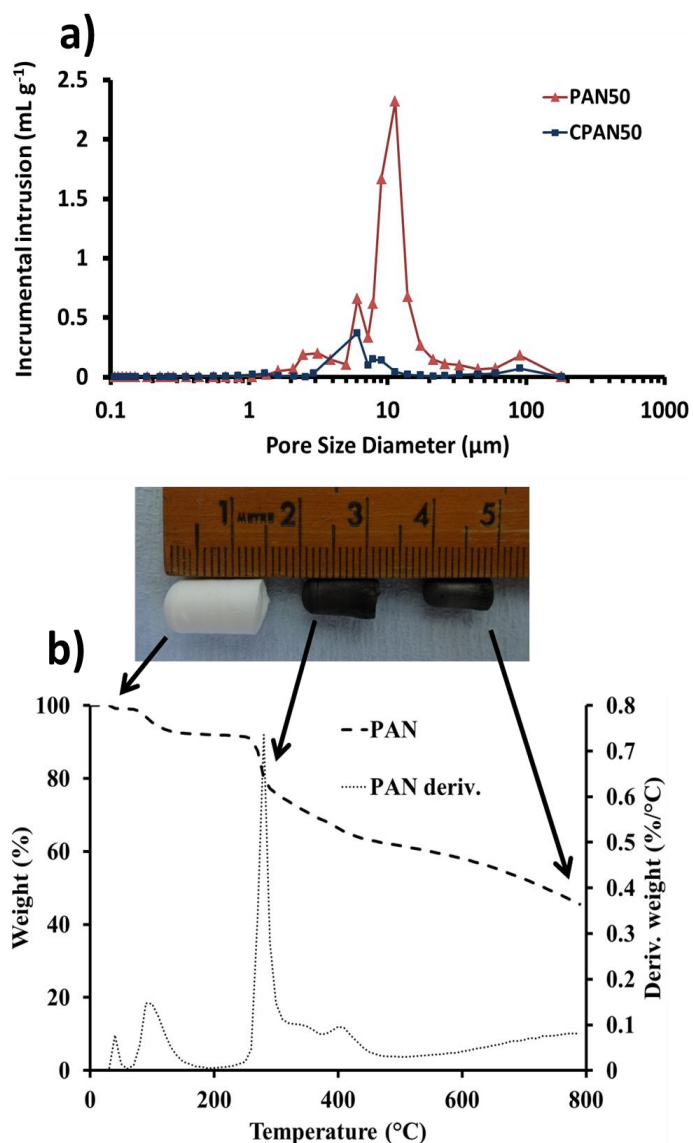 a)
Incrumental intrusion (mL g⁻¹)
2.5
2
1.5
1
0.5
0
PAN50
CPAN50
0.1 1 10 100 1000
Pore Size Diameter (µm)
1 METRE 2 3 4 5
b)
Weight (%)
100
80
60
40
20
0
PAN
PAN deriv.
Deriv. weight (%/°C)
0.8
0.7
0.6
0.5
0.4
0.3
0.2
0.1
0
0 200 400 600 800
Temperature (°C)